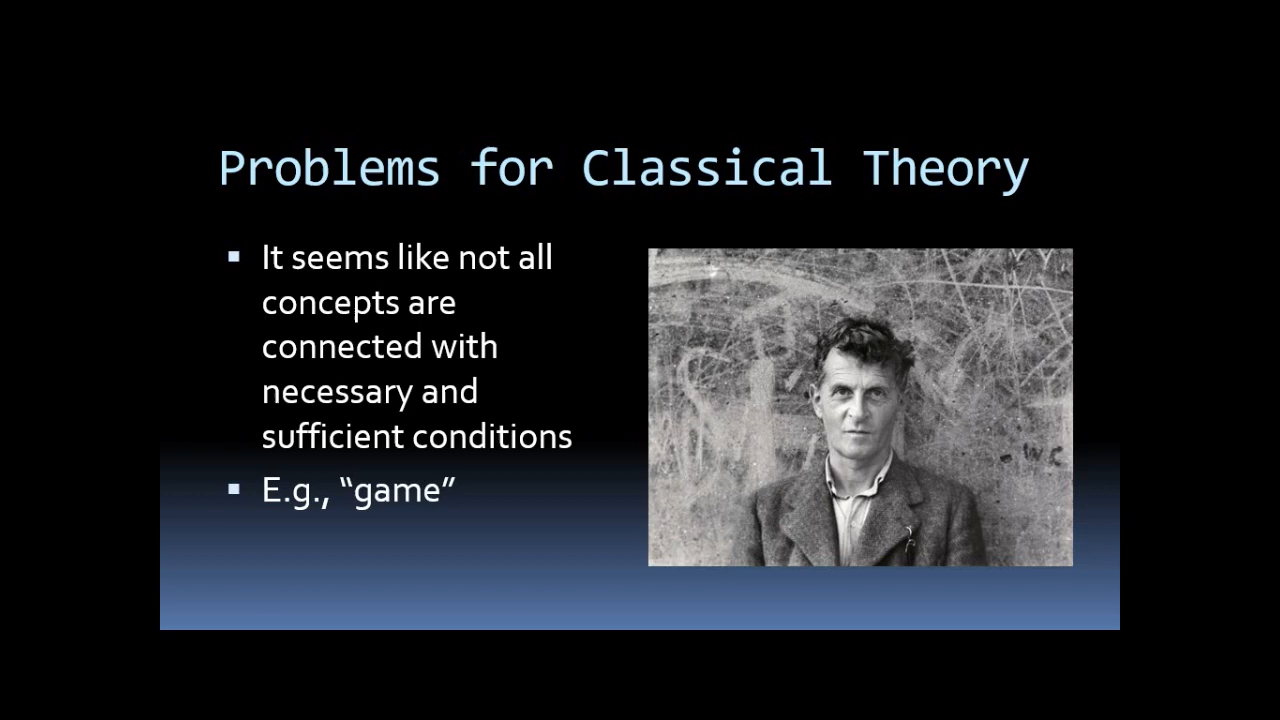 Problems for Classical Theory
It seems like not all
concepts are
connected with
necessary and
sufficient conditions
E.g., “game”
W C